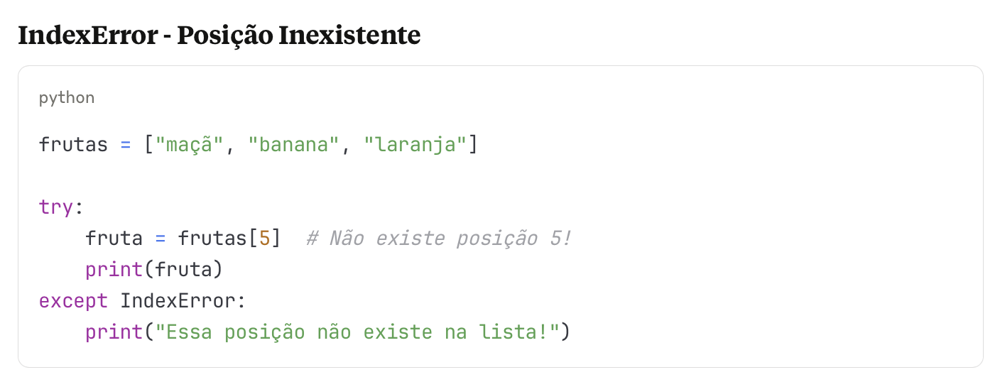 IndexError - Posição Inexistente
python
frutas = ["maçã", "banana", "laranja"]
try:
    fruta = frutas[5]  # Não existe posição 5!
    print(fruta)
except IndexError:
    print("Essa posição não existe na lista!")